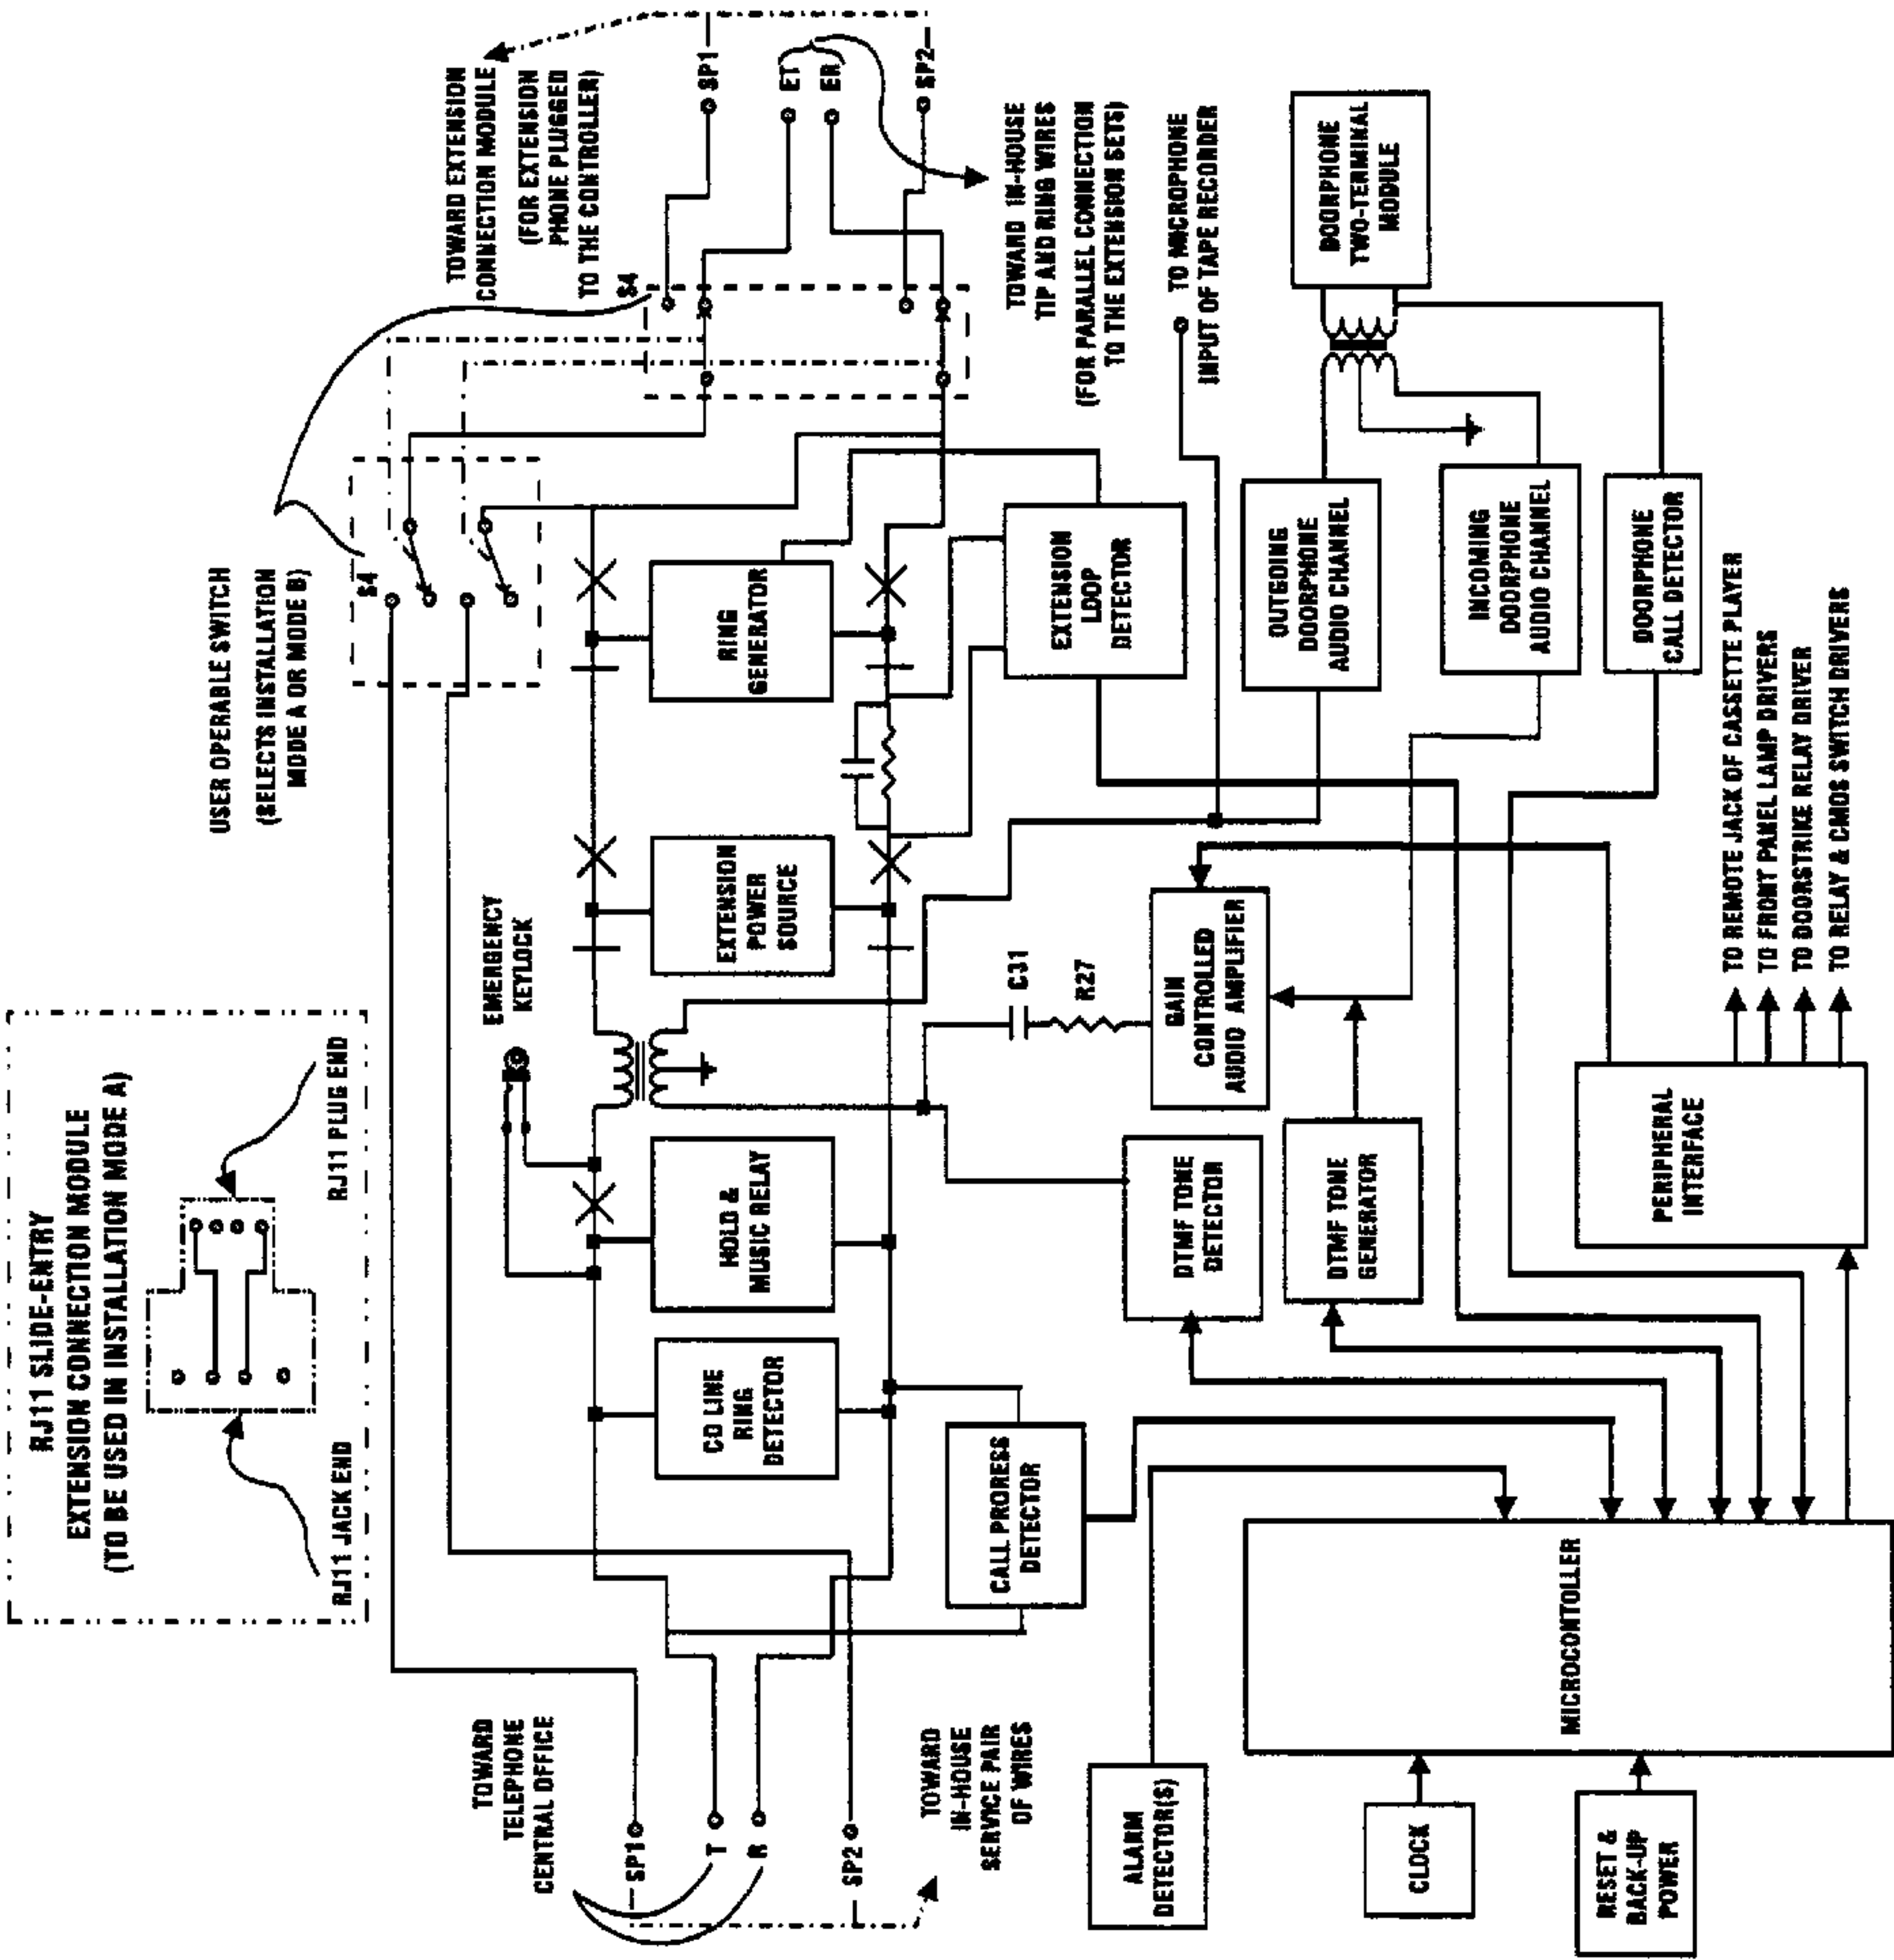 RJ11 SLIDE-ENTRY
EXTENSION CONNECTION MODULE
(TO BE USED IN INSTALLATION MODE A)
RJ11 JACK END
RJ11 PLUG END
USER OPERABLE SWITCH
(SELECTS INSTALLATION
MODE A OR MODE B)
S4
TOWARD EXTENSION
CONNECTION MODULE
(FOR EXTENSION
PHONE PLUGGED
TO THE CONTROLLER)
S4
SP1
ET
ER
SP2
TOWARD IN-HOUSE
TIP AND RING WIRES
(FOR PARALLEL CONNECTION
TO THE EXTENSION SETS)
TO MICROPHONE
INPUT OF TAPE RECORDER
EMERGENCY
KEYLOCK
TOWARD
TELEPHONE
CENTRAL OFFICE
SP1
T
R
SP2
TOWARD
IN-HOUSE
SERVICE PAIR
OF WIRES
CO LINE
RING
DETECTOR
HOLD &
MUSIC RELAY
EXTENSION
POWER
SOURCE
RING
GENERATOR
CALL PRORESS
DETECTOR
C31
R27
EXTENSION
LOOP
DETECTOR
DTMF TONE
DETECTOR
GAIN
CONTROLLED
AUDIO AMPLIFIER
OUTGOING
DOORPHONE
AUDIO CHANNEL
DOORPHONE
TWO-TERMINAL
MODULE
ALARM
DETECTOR(S)
DTMF TONE
GENERATOR
INCOMING
DOORPHONE
AUDIO CHANNEL
CLOCK
MICROCONTOLLER
RESET &
BACK-UP
POWER
PERIPHERAL
INTERFACE
DOORPHONE
CALL DETECTOR
TO REMOTE JACK OF CASSETTE PLAYER
TO FRONT PANEL LAMP DRIVERS
TO DOORSTRIKE RELAY DRIVER
TO RELAY & CMOS SWITCH DRIVERS